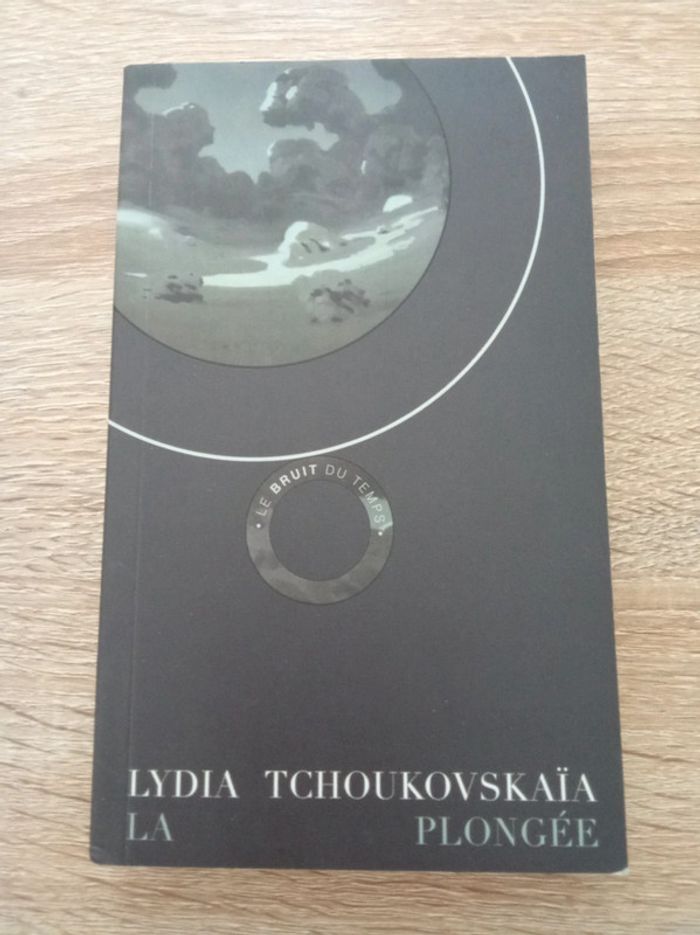 • LE BRUIT DU TEMPS •
LYDIA TCHOUKOVSKAÏA
LA PLONGÉE